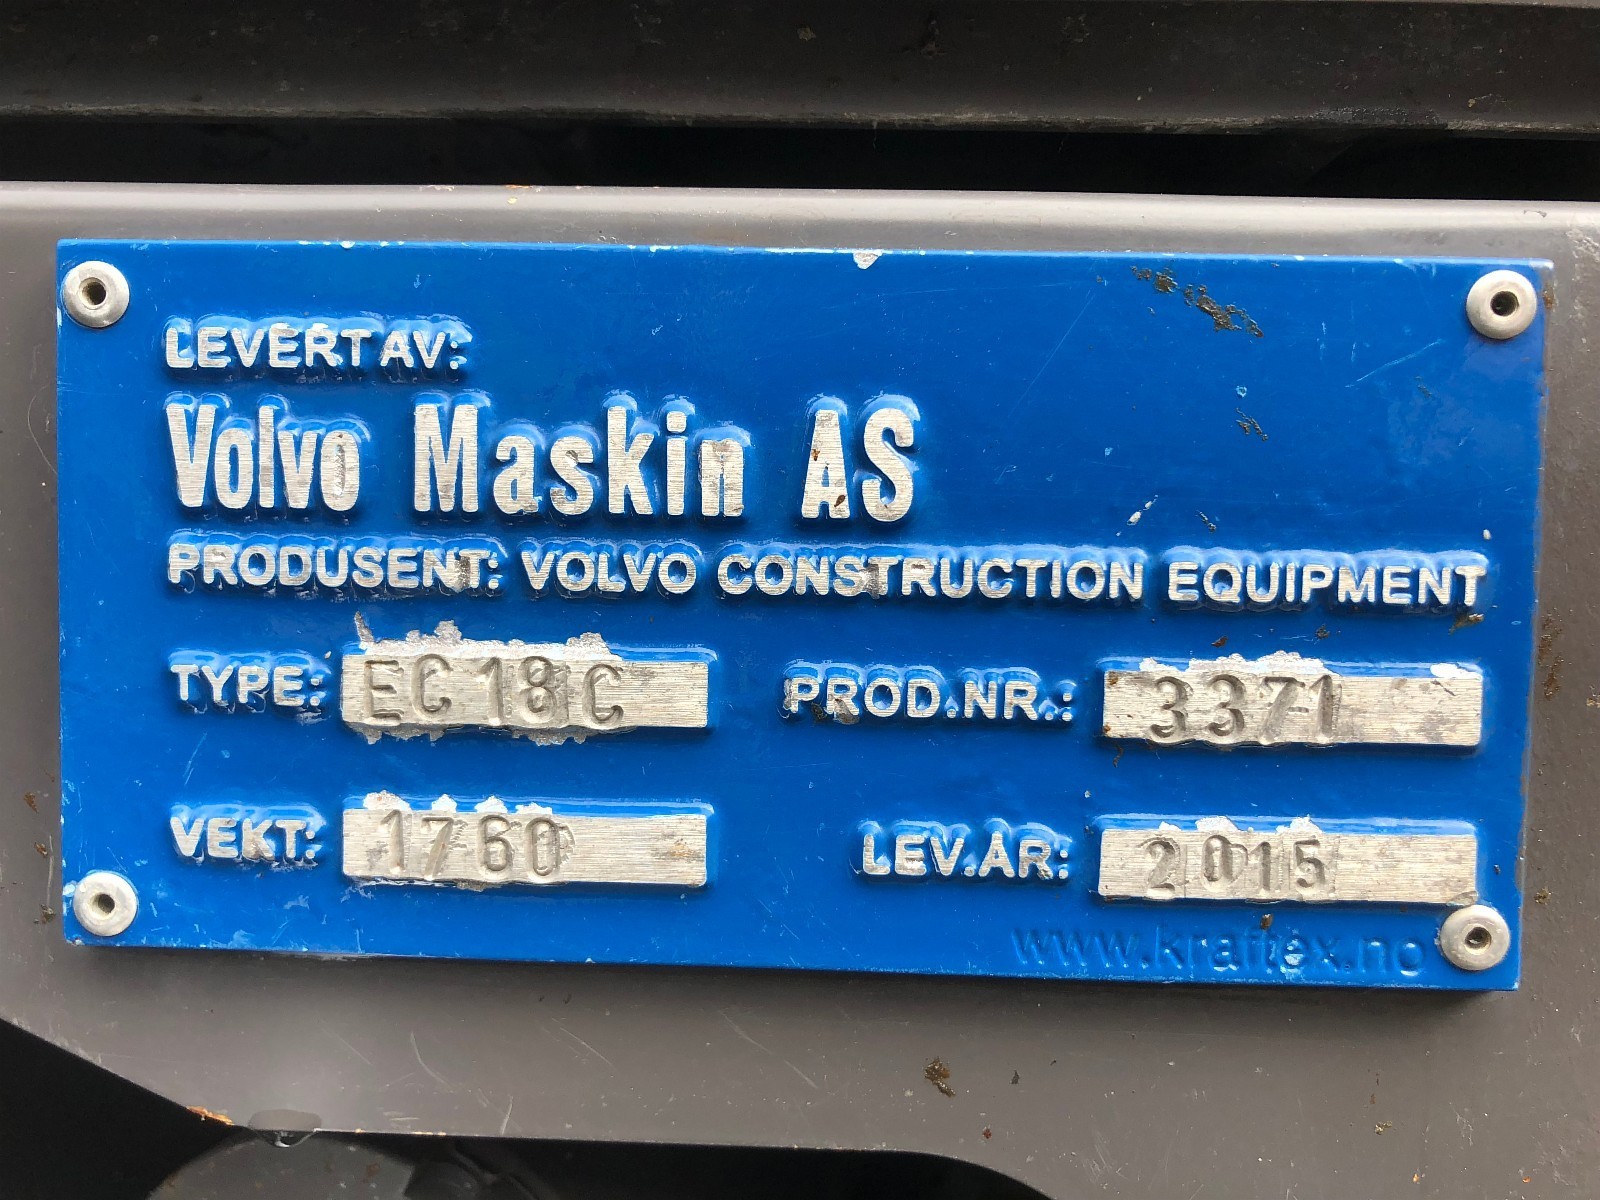 LEVERT AV:
Volvo Maskin AS
PRODUSENT: VOLVO CONSTRUCTION EQUIPMENT
TYPE: EC18C PROD.NR.: 3371
VEKT: 1760 LEV.ÅR: 2015
www.kraftex.no